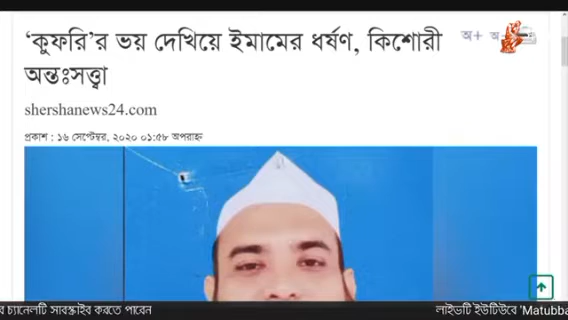 ‘কুফরি’র ভয় দেখিয়ে ইমামের ধর্ষণ, কিশোরী
অন্তঃসত্ত্বা
অ+ অ-
shershanews24.com
প্রকাশ : ১৬ সেপ্টেম্বর, ২০২০ ০১:৫৮ অপরাহ্ন
র চ্যানেলটি সাবস্ক্রাইব করতে পারেন
লাইভটি ইউটিউবে 'Matubba